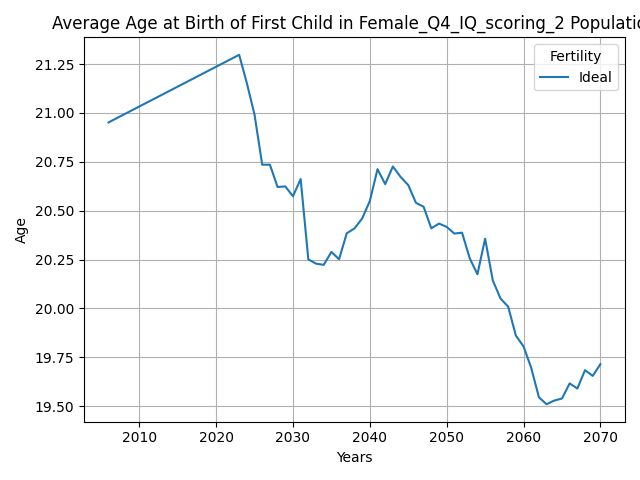 Average Age at Birth of First Child in Female_Q4_IQ_scoring_2 Populatio
Fertility
Ideal
21.25
21.00
20.75
20.50
20.25
20.00
19.75
19.50
Age
2010 2020 2030 2040 2050 2060 2070
Years